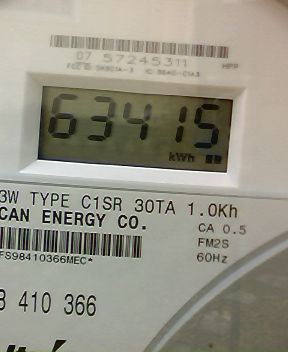 07 57245311
HPP
63415
kWh
3W TYPE C1SR 30TA 1.0Kh
CAN ENERGY CO.
CA 0.5
FM2S
60Hz
FS98410366MEC*
3 410 366